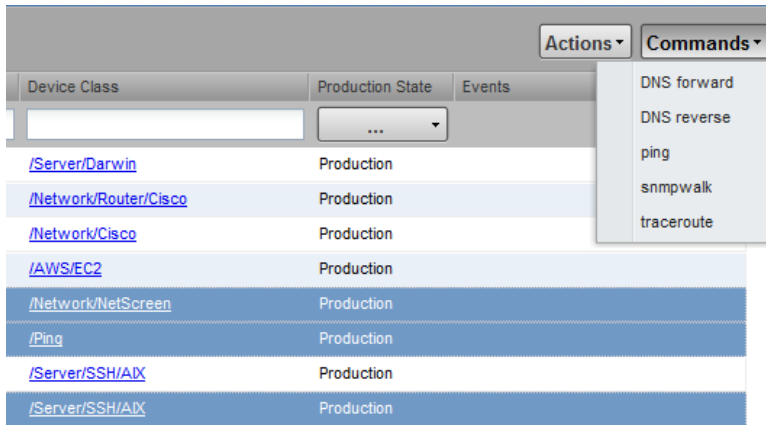 Actions Commands
Device Class Production State Events
...
DNS forward
DNS reverse
ping
snmpwalk
traceroute
/Server/Darwin Production
/Network/Router/Cisco Production
/Network/Cisco Production
/AWS/EC2 Production
/Network/NetScreen Production
/Ping Production
/Server/SSH/AIX Production
/Server/SSH/AIX Production